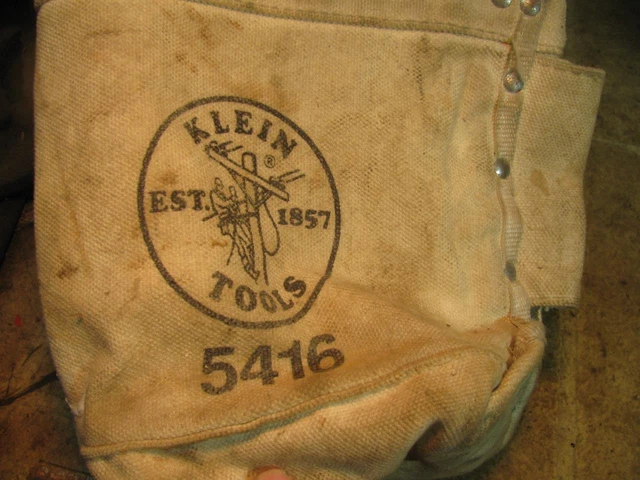 KLEIN
®
EST. 1857
TOOLS
5416